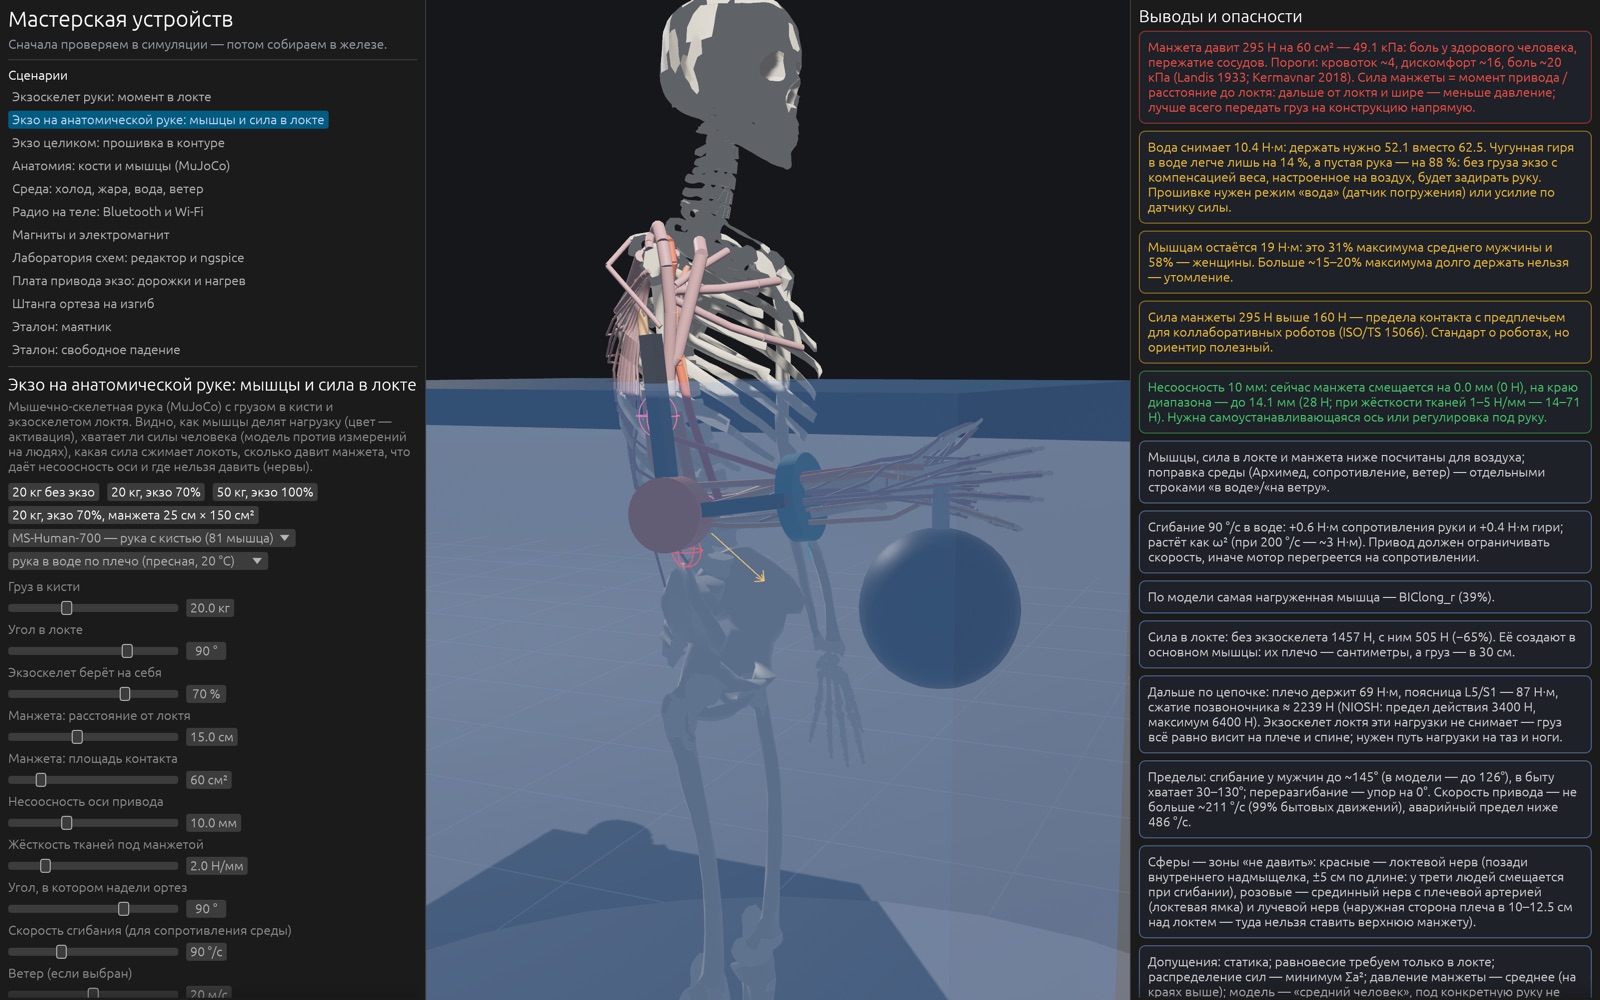 Мастерская устройств
Сначала проверяем в симуляции — потом собираем в железе.
Сценарии
Экзоскелет руки: момент в локте
Экзо на анатомической руке: мышцы и сила в локте
Экзо целиком: прошивка в контуре
Анатомия: кости и мышцы (MuJoCo)
Среда: холод, жара, вода, ветер
Радио на теле: Bluetooth и Wi-Fi
Магниты и электромагнит
Лаборатория схем: редактор и ngspice
Плата привода экзо: дорожки и нагрев
Штанга ортеза на изгиб
Эталон: маятник
Эталон: свободное падение
Экзо на анатомической руке: мышцы и сила в локте
Мышечно-скелетная рука (MuJoCo) с грузом в кисти и
экзоскелетом локтя. Видно, как мышцы делят нагрузку (цвет —
активация), хватает ли силы человека (модель против измерений
на людях), какая сила сжимает локоть, сколько давит манжета, что
даёт несоосность оси и где нельзя давить (нервы).
20 кг без экзо
20 кг, экзо 70%
50 кг, экзо 100%
20 кг, экзо 70%, манжета 25 см × 150 см²
MS-Human-700 — рука с кистью (81 мышца)
рука в воде по плечо (пресная, 20 °C)
Груз в кисти
20.0 кг
Угол в локте
90 °
Экзоскелет берёт на себя
70 %
Манжета: расстояние от локтя
15.0 см
Манжета: площадь контакта
60 см²
Несоосность оси привода
10.0 мм
Жёсткость тканей под манжетой
2.0 Н/мм
Угол, в котором надели ортез
90 °
Скорость сгибания (для сопротивления среды)
90 °/с
Ветер (если выбран)
20 м/с
Выводы и опасности
Манжета давит 295 Н на 60 см² — 49.1 кПа: боль у здорового человека,
пережатие сосудов. Пороги: кровоток ~4, дискомфорт ~16, боль ~20
кПа (Landis 1933; Kermavnar 2018). Сила манжеты = момент привода /
расстояние до локтя: дальше от локтя и шире — меньше давление;
лучше всего передать груз на конструкцию напрямую.
Вода снимает 10.4 Н·м: держать нужно 52.1 вместо 62.5. Чугунная гиря
в воде легче лишь на 14 %, а пустая рука — на 88 %: без груза экзо с
компенсацией веса, настроенное на воздух, будет задирать руку.
Прошивке нужен режим «вода» (датчик погружения) или усилие по
датчику силы.
Мышцам остаётся 19 Н·м: это 31% максимума среднего мужчины и
58% — женщины. Больше ~15–20% максимума долго держать нельзя
— утомление.
Сила манжеты 295 Н выше 160 Н — предела контакта с предплечьем
для коллаборативных роботов (ISO/TS 15066). Стандарт о роботах, но
ориентир полезный.
Несоосность 10 мм: сейчас манжета смещается на 0.0 мм (0 Н), на краю
диапазона — до 14.1 мм (28 Н; при жёсткости тканей 1–5 Н/мм — 14–71
Н). Нужна самоустанавливающаяся ось или регулировка под руку.
Мышцы, сила в локте и манжета ниже посчитаны для воздуха;
поправка среды (Архимед, сопротивление, ветер) — отдельными
строками «в воде»/«на ветру».
Сгибание 90 °/с в воде: +0.6 Н·м сопротивления руки и +0.4 Н·м гири;
растёт как ω² (при 200 °/с — ~3 Н·м). Привод должен ограничивать
скорость, иначе мотор перегреется на сопротивлении.
По модели самая нагруженная мышца — BIClong_r (39%).
Сила в локте: без экзоскелета 1457 Н, с ним 505 Н (−65%). Её создают в
основном мышцы: их плечо — сантиметры, а груз — в 30 см.
Дальше по цепочке: плечо держит 69 Н·м, поясница L5/S1 — 87 Н·м,
сжатие позвоночника ≈ 2239 Н (NIOSH: предел действия 3400 Н,
максимум 6400 Н). Экзоскелет локтя эти нагрузки не снимает — груз
всё равно висит на плече и спине; нужен путь нагрузки на таз и ноги.
Пределы: сгибание у мужчин до ~145° (в модели — до 126°), в быту
хватает 30–130°; переразгибание — упор на 0°. Скорость привода — не
больше ~211 °/с (99% бытовых движений), аварийный предел ниже
486 °/с.
Сферы — зоны «не давить»: красные — локтевой нерв (позади
внутреннего надмыщелка, ±5 см по длине: у трети людей смещается
при сгибании), розовые — срединный нерв с плечевой артерией
(локтевая ямка) и лучевой нерв (наружная сторона плеча в 10–12.5 см
над локтем — туда нельзя ставить верхнюю манжету).
Допущения: статика; равновесие требуем только в локте;
распределение сил — минимум Σa²; давление манжеты — среднее (на
краях выше); модель — «средний человек», под конкретную руку не